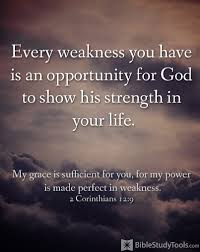 Every weakness you have
is an opportunity for God
to show his strength in
your life.
My grace is sufficient for you, for my power
is made perfect in weakness.
2 Corinthians 12:9
BibleStudyTools.com